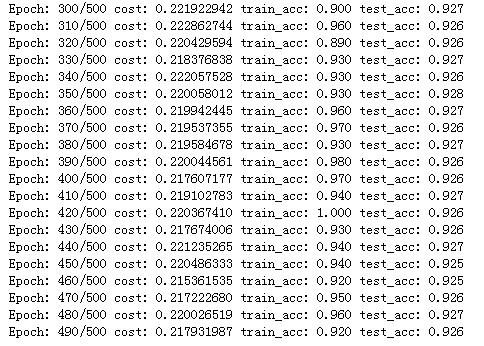 Epoch: 300/500 cost: 0.221922942 train_acc: 0.900 test_acc: 0.927
Epoch: 310/500 cost: 0.222862744 train_acc: 0.960 test_acc: 0.926
Epoch: 320/500 cost: 0.220429594 train_acc: 0.890 test_acc: 0.926
Epoch: 330/500 cost: 0.218376838 train_acc: 0.930 test_acc: 0.927
Epoch: 340/500 cost: 0.222057528 train_acc: 0.930 test_acc: 0.926
Epoch: 350/500 cost: 0.220058012 train_acc: 0.930 test_acc: 0.928
Epoch: 360/500 cost: 0.219942445 train_acc: 0.960 test_acc: 0.927
Epoch: 370/500 cost: 0.219537355 train_acc: 0.970 test_acc: 0.926
Epoch: 380/500 cost: 0.219584678 train_acc: 0.930 test_acc: 0.927
Epoch: 390/500 cost: 0.220044561 train_acc: 0.980 test_acc: 0.926
Epoch: 400/500 cost: 0.217607177 train_acc: 0.970 test_acc: 0.926
Epoch: 410/500 cost: 0.219102783 train_acc: 0.940 test_acc: 0.927
Epoch: 420/500 cost: 0.220367410 train_acc: 1.000 test_acc: 0.926
Epoch: 430/500 cost: 0.217674006 train_acc: 0.930 test_acc: 0.926
Epoch: 440/500 cost: 0.221235265 train_acc: 0.940 test_acc: 0.927
Epoch: 450/500 cost: 0.220486333 train_acc: 0.940 test_acc: 0.925
Epoch: 460/500 cost: 0.215361535 train_acc: 0.920 test_acc: 0.925
Epoch: 470/500 cost: 0.217222680 train_acc: 0.950 test_acc: 0.926
Epoch: 480/500 cost: 0.220026519 train_acc: 0.960 test_acc: 0.927
Epoch: 490/500 cost: 0.217931987 train_acc: 0.920 test_acc: 0.926